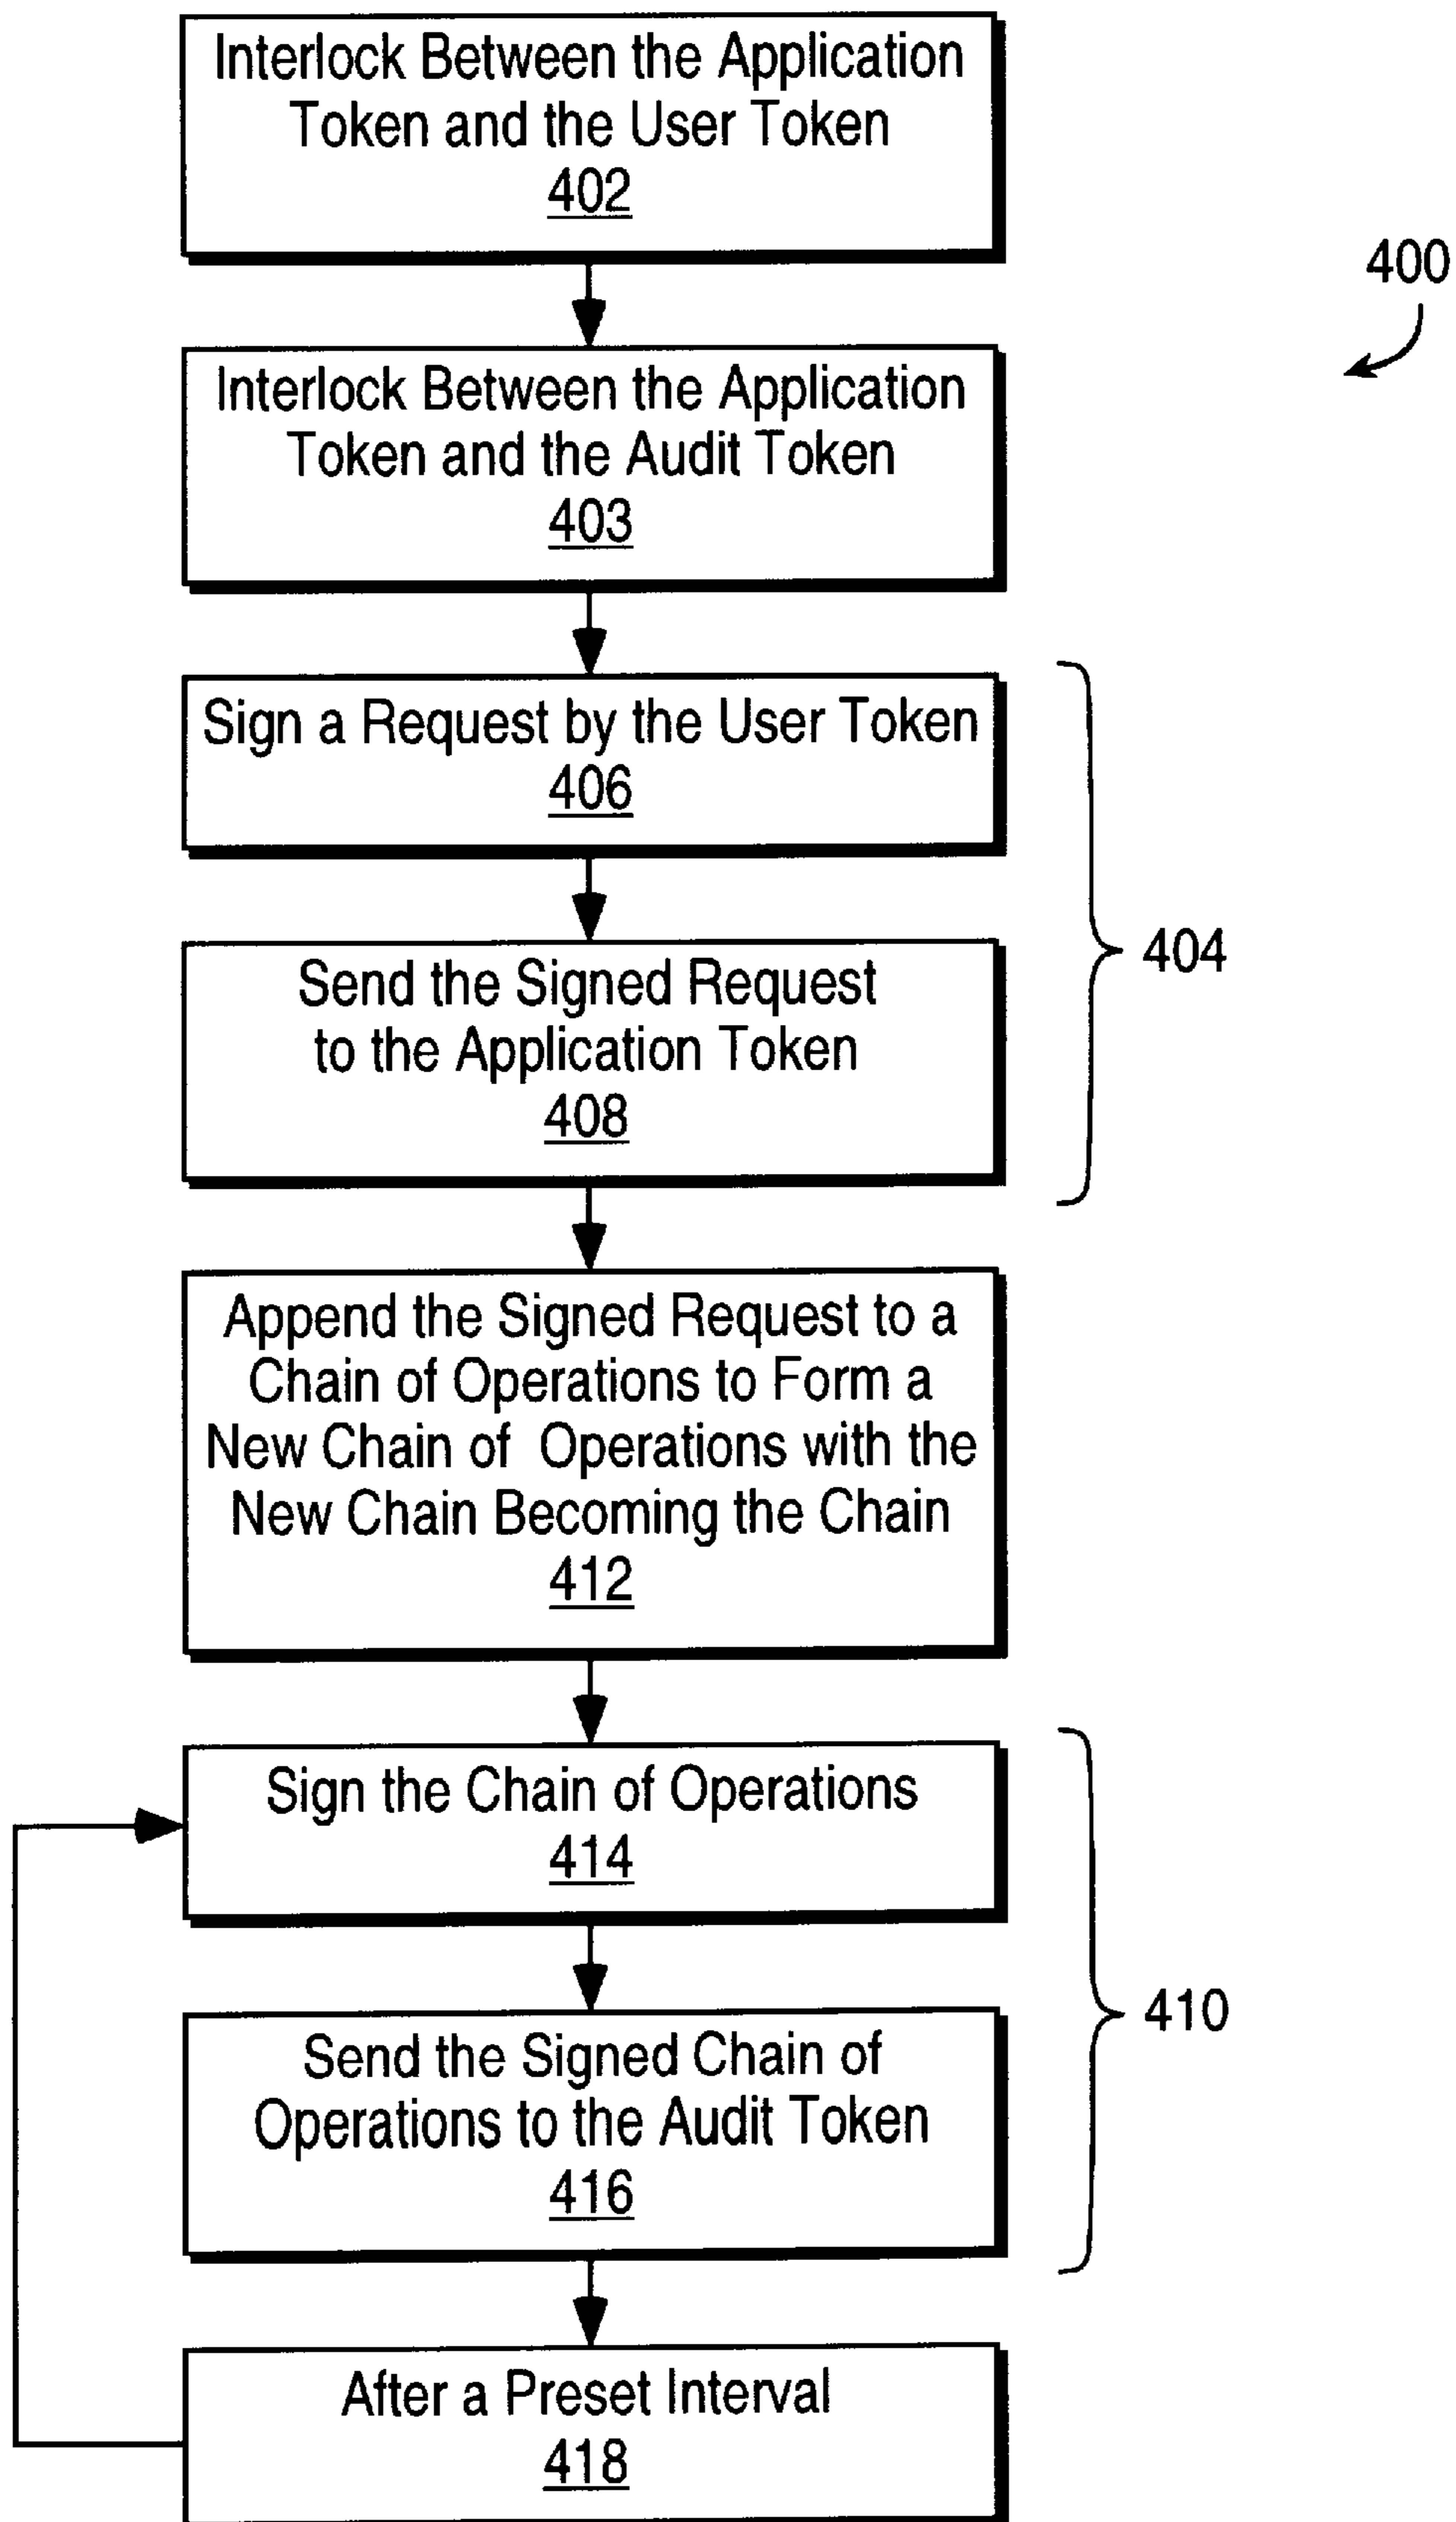 Interlock Between the Application
Token and the User Token
402
400
Interlock Between the Application
Token and the Audit Token
403
Sign a Request by the User Token
406
404
Send the Signed Request
to the Application Token
408
Append the Signed Request to a
Chain of Operations to Form a
New Chain of Operations with the
New Chain Becoming the Chain
412
Sign the Chain of Operations
414
410
Send the Signed Chain of
Operations to the Audit Token
416
After a Preset Interval
418